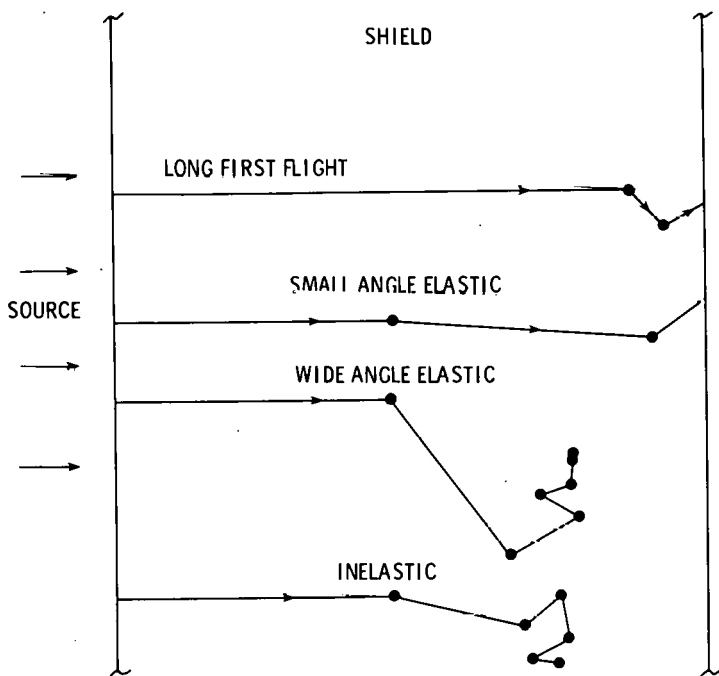 SHIELD
LONG FIRST FLIGHT
SMALL ANGLE ELASTIC
SOURCE
WIDE ANGLE ELASTIC
INELASTIC